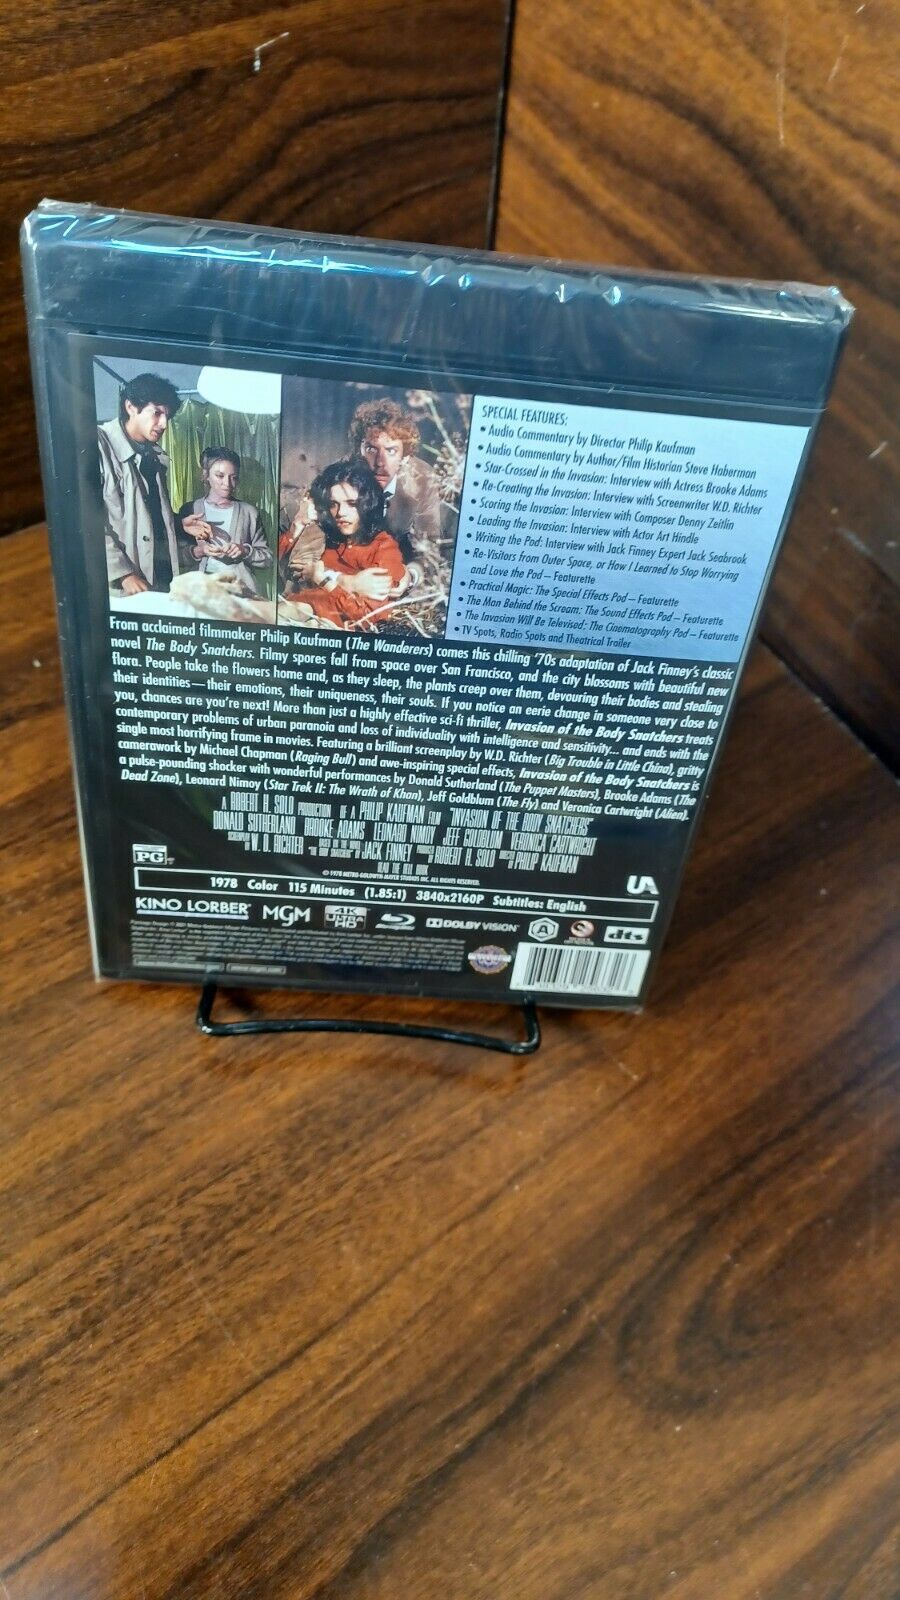 SPECIAL FEATURES:
• Audio Commentary by Director Philip Kaufman
• Audio Commentary by Author/Film Historian Steve Haberman
• Star-Crossed in the Invasion: Interview with Actress Brooke Adams
• Re-Creating the Invasion: Interview with Screenwriter W.D. Richter
• Scoring the Invasion: Interview with Composer Denny Zeitlin
• Leading the Invasion: Interview with Actor Art Hindle
• Writing the Pod: Interview with Jack Finney Expert Jack Seabrook
• Re-Visitors from Outer Space, or How I Learned to Stop Worrying
and Love the Pod – Featurette
• Practical Magic: The Special Effects Pod – Featurette
• The Man Behind the Scream: The Sound Effects Pod – Featurette
• The Invasion Will Be Televised: The Cinematography Pod – Featurette
• TV Spots, Radio Spots and Theatrical Trailer
From acclaimed filmmaker Philip Kaufman (The Wanderers) comes this chilling '70s adaptation of Jack Finney's classic
novel The Body Snatchers. Filmy spores fall from space over San Francisco, and the city blossoms with beautiful new
flora. People take the flowers home and, as they sleep, the plants creep over them, devouring their bodies and stealing
their identities—their emotions, their uniqueness, their souls. If you notice an eerie change in someone very close to
you, chances are you're next! More than just a highly effective sci-fi thriller, Invasion of the Body Snatchers treats
contemporary problems of urban paranoia and loss of individuality with intelligence and sensitivity... and ends with the
single most horrifying frame in movies. Featuring a brilliant screenplay by W.D. Richter (Big Trouble in Little China), gritty
camerawork by Michael Chapman (Raging Bull) and awe-inspiring special effects, Invasion of the Body Snatchers is
a pulse-pounding shocker with wonderful performances by Donald Sutherland (The Puppet Masters), Brooke Adams (The
Dead Zone), Leonard Nimoy (Star Trek II: The Wrath of Khan), Jeff Goldblum (The Fly) and Veronica Cartwright (Alien).
A ROBERT H. SOLO PRODUCTION OF A PHILIP KAUFMAN FILM "INVASION OF THE BODY SNATCHERS"
DONALD SUTHERLAND BROOKE ADAMS LEONARD NIMOY JEFF GOLDBLUM VERONICA CARTWRIGHT
SCREENPLAY BY W. D. RICHTER BASED ON THE NOVEL "THE BODY SNATCHERS" BY JACK FINNEY PRODUCED BY ROBERT H. SOLO DIRECTED BY PHILIP KAUFMAN
READ THE DELL BOOK
© 1978 METRO-GOLDWYN-MAYER STUDIOS INC. ALL RIGHTS RESERVED.
PG
UA
1978 Color 115 Minutes (1.85:1) 3840x2160P Subtitles: English
KINO LORBER MGM 4K ULTRA HD Blu-ray DOLBY VISION A dts